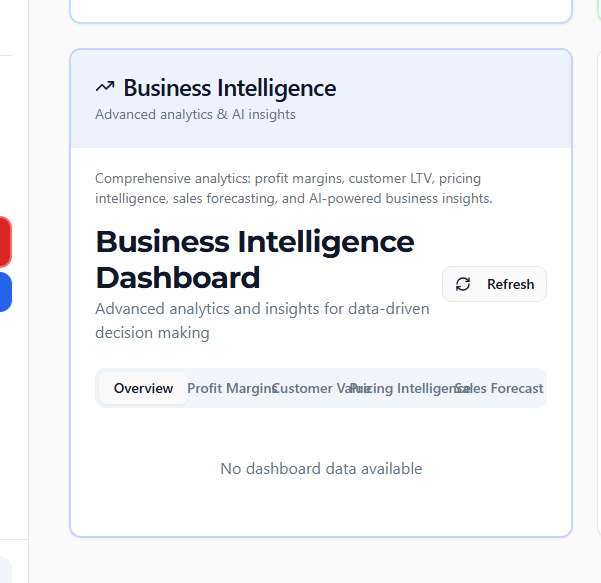 Business Intelligence
Advanced analytics & AI insights
Comprehensive analytics: profit margins, customer LTV, pricing
intelligence, sales forecasting, and AI-powered business insights.
Business Intelligence
Dashboard
Refresh
Advanced analytics and insights for data-driven
decision making
Overview Profit Margins Customer Value Pricing Intelligence Sales Forecast
No dashboard data available